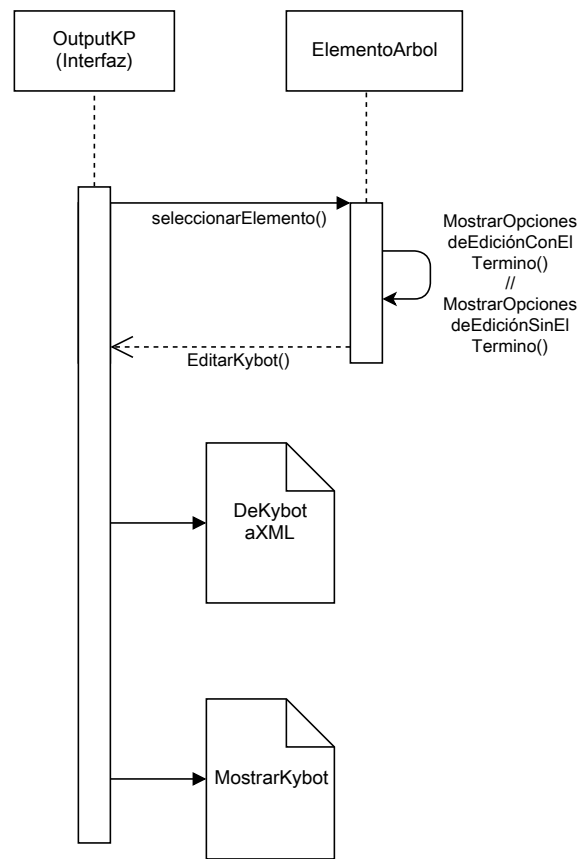 OutputKP
(Interfaz)
ElementoArbol
seleccionarElemento()
MostrarOpciones
deEdiciónConEl
Termino()
//
MostrarOpciones
deEdiciónSinEl
Termino()
EditarKybot()
DeKybot
aXML
MostrarKybot